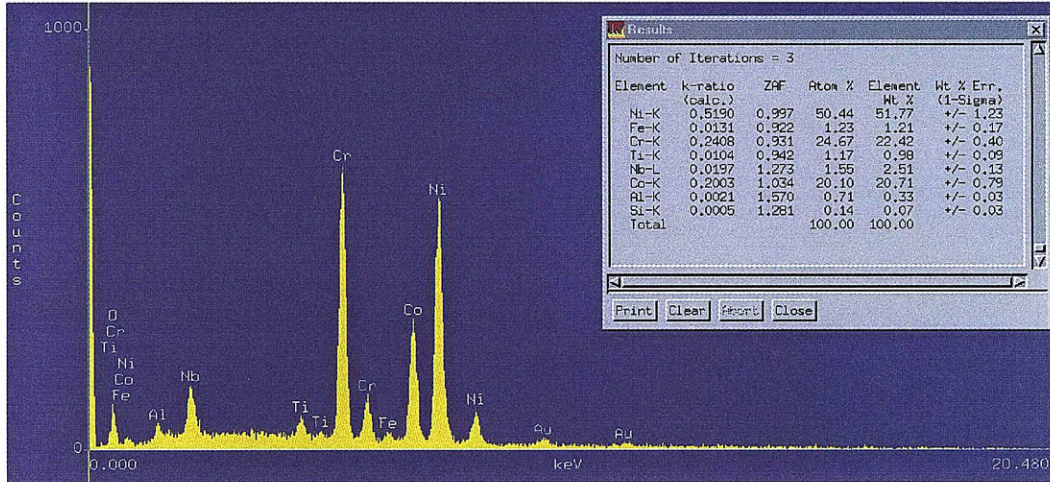 1000
Results
Number of Iterations = 3
Element k-ratio ZAF Atom % Element Wt % Err.
(calc.) Wt % (1-Sigma)
Ni-K 0.5190 0.997 50.44 51.77 +/- 1.23
Fe-K 0.0131 0.922 1.23 1.21 +/- 0.17
Cr-K 0.2408 0.931 24.67 22.42 +/- 0.40
Ti-K 0.0104 0.942 1.17 0.98 +/- 0.09
Nb-L 0.0197 1.273 1.55 2.51 +/- 0.13
Co-K 0.2003 1.034 20.10 20.71 +/- 0.79
Al-K 0.0021 1.570 0.71 0.33 +/- 0.03
Si-K 0.0005 1.281 0.14 0.07 +/- 0.03
Total 100.00 100.00
Print Clear Abort Close
Counts
Cr
Ni
Co
O
Cr
Ti
Ni
Co
Fe
Al
Nb
Ti
Ti
Cr
Fe
Ni
Au
Au
0
0.000 keV 20.480